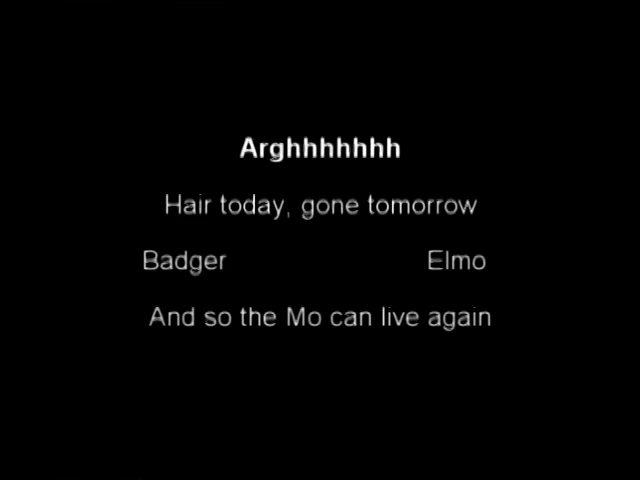 Arghhhhhhh
Hair today, gone tomorrow
Badger Elmo
And so the Mo can live again